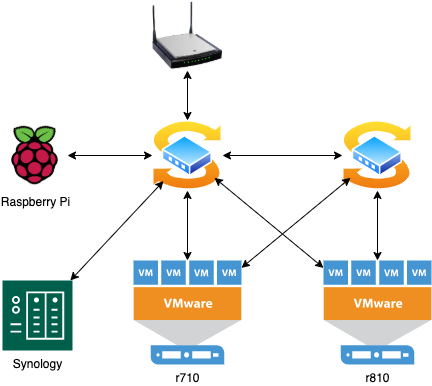 Raspberry Pi
VM VM VM VM
VM VM VM VM
VMware
VMware
Synology
r710
r810